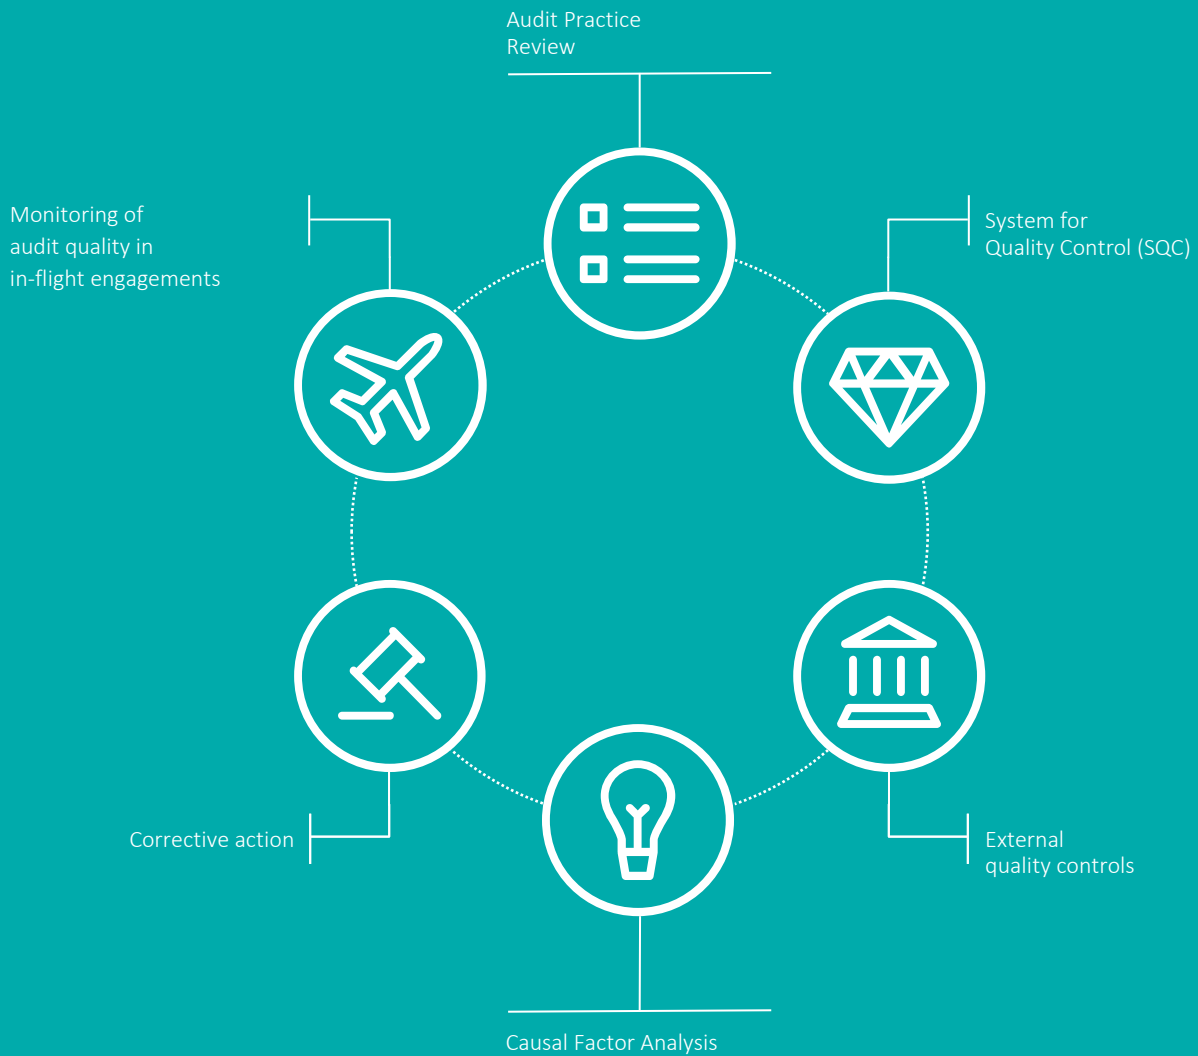 Audit Practice
Review
Monitoring of
audit quality in
in-flight engagements
System for
Quality Control (SQC)
Corrective action
External
quality controls
Causal Factor Analysis